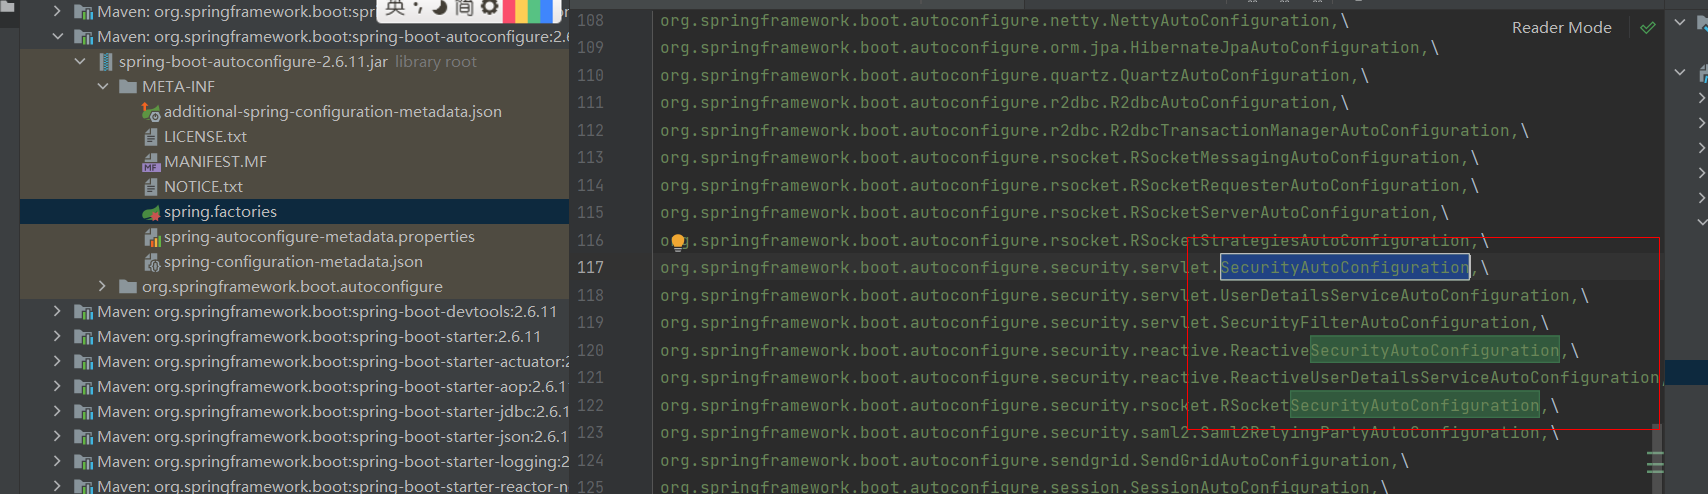 Maven: org.springframework.boot:spr
Maven: org.springframework.boot:spring-boot-autoconfigure:2.6
spring-boot-autoconfigure-2.6.11.jar library root
META-INF
additional-spring-configuration-metadata.json
LICENSE.txt
MANIFEST.MF
NOTICE.txt
spring.factories
spring-autoconfigure-metadata.properties
spring-configuration-metadata.json
org.springframework.boot.autoconfigure
Maven: org.springframework.boot:spring-boot-devtools:2.6.11
Maven: org.springframework.boot:spring-boot-starter:2.6.11
Maven: org.springframework.boot:spring-boot-starter-actuator:2
Maven: org.springframework.boot:spring-boot-starter-aop:2.6.1
Maven: org.springframework.boot:spring-boot-starter-jdbc:2.6.1
Maven: org.springframework.boot:spring-boot-starter-json:2.6.1
Maven: org.springframework.boot:spring-boot-starter-logging:2
Maven: org.springframework.boot:spring-boot-starter-reactor-n
英 简
MF
Reader Mode
108 org.springframework.boot.autoconfigure.netty.NettyAutoConfiguration,\
109 org.springframework.boot.autoconfigure.orm.jpa.HibernateJpaAutoConfiguration,\
110 org.springframework.boot.autoconfigure.quartz.QuartzAutoConfiguration,\
111 org.springframework.boot.autoconfigure.r2dbc.R2dbcAutoConfiguration,\
112 org.springframework.boot.autoconfigure.r2dbc.R2dbcTransactionManagerAutoConfiguration,\
113 org.springframework.boot.autoconfigure.rsocket.RSocketMessagingAutoConfiguration,\
114 org.springframework.boot.autoconfigure.rsocket.RSocketRequesterAutoConfiguration,\
115 org.springframework.boot.autoconfigure.rsocket.RSocketServerAutoConfiguration,\
116 org.springframework.boot.autoconfigure.rsocket.RSocketStrategiesAutoConfiguration,\
117 org.springframework.boot.autoconfigure.security.servlet.SecurityAutoConfiguration,\
118 org.springframework.boot.autoconfigure.security.servlet.UserDetailsServiceAutoConfiguration,\
119 org.springframework.boot.autoconfigure.security.servlet.SecurityFilterAutoConfiguration,\
120 org.springframework.boot.autoconfigure.security.reactive.ReactiveSecurityAutoConfiguration,\
121 org.springframework.boot.autoconfigure.security.reactive.ReactiveUserDetailsServiceAutoConfiguration,
122 org.springframework.boot.autoconfigure.security.rsocket.RSocketSecurityAutoConfiguration,\
123 org.springframework.boot.autoconfigure.security.saml2.Saml2RelyingPartyAutoConfiguration,\
124 org.springframework.boot.autoconfigure.sendgrid.SendGridAutoConfiguration,\
125 org.springframework.boot.autoconfigure.session.SessionAutoConfiguration,\